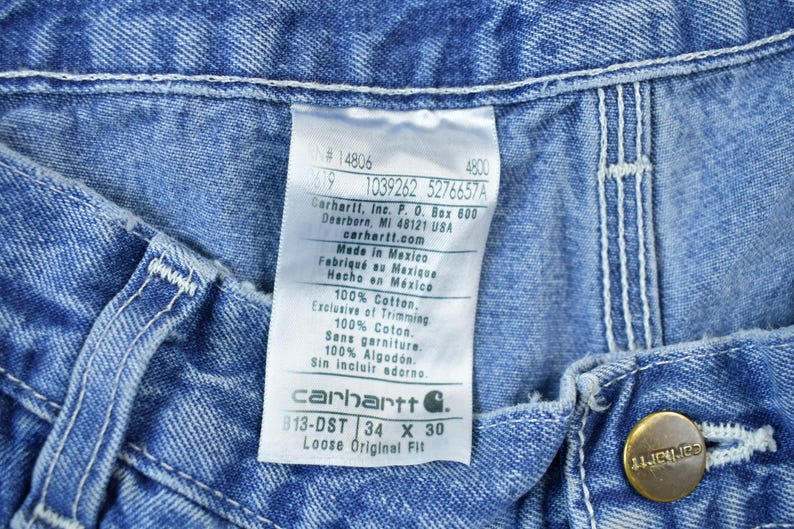 RN# 14806 4800
0619 1039262 5276657A
Carhartt, Inc. P. O. Box 600
Dearborn, MI 48121 USA
carhartt.com
Made in Mexico
Fabriqué au Mexique
Hecho en México
100% Cotton.
Exclusive of Trimming.
100% Coton.
Sans garniture.
100% Algodón.
Sin incluir adorno.
carhartt
B13-DST 34 X 30
Loose Original Fit
carhartt